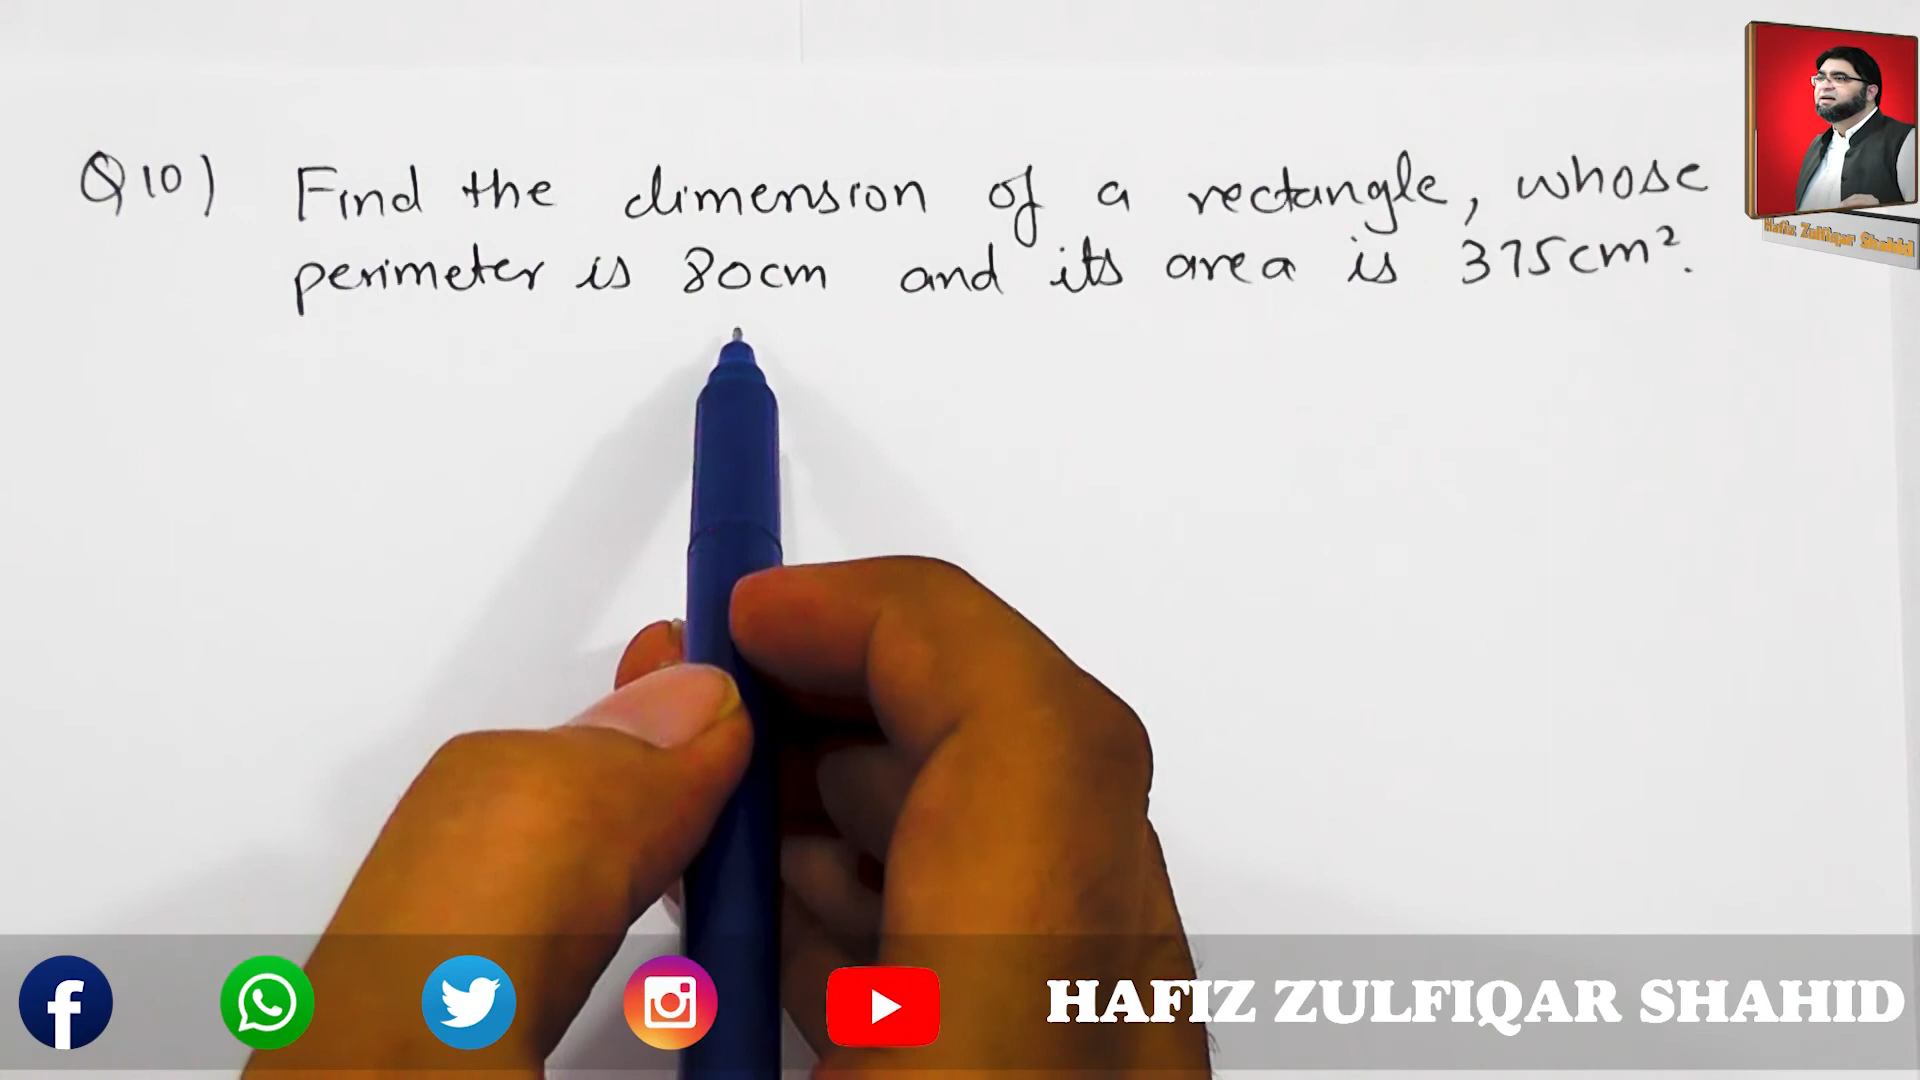 Q10) Find the dimension of a rectangle, whose
perimeter is 80cm and its area is 375cm².
Hafiz Zulfiqar Shahid
HAFIZ ZULFIQAR SHAHID